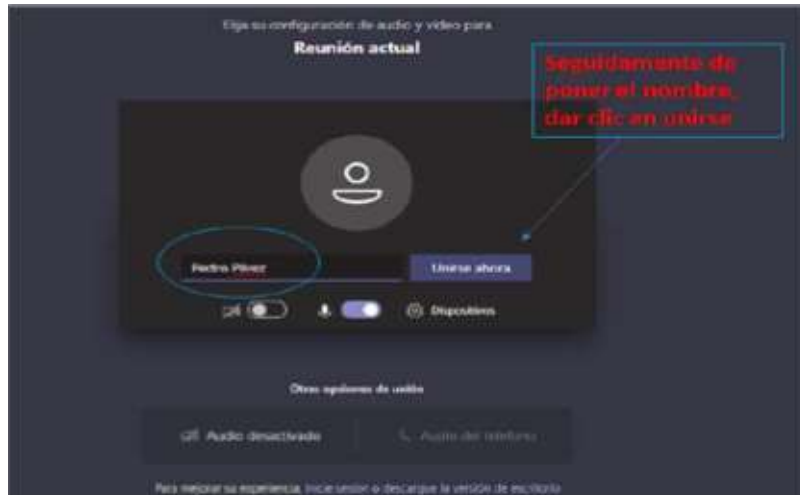 Elija su configuración de audio y vídeo para
Reunión actual
Seguidamente de
poner el nombre,
dar clic en unirse
Pedro Pérez
Unirse ahora
Dispositivos
Otras opciones de unión
Audio desactivado
Audio del teléfono
Para mejorar su experiencia, inicie sesión o descargue la versión de escritorio